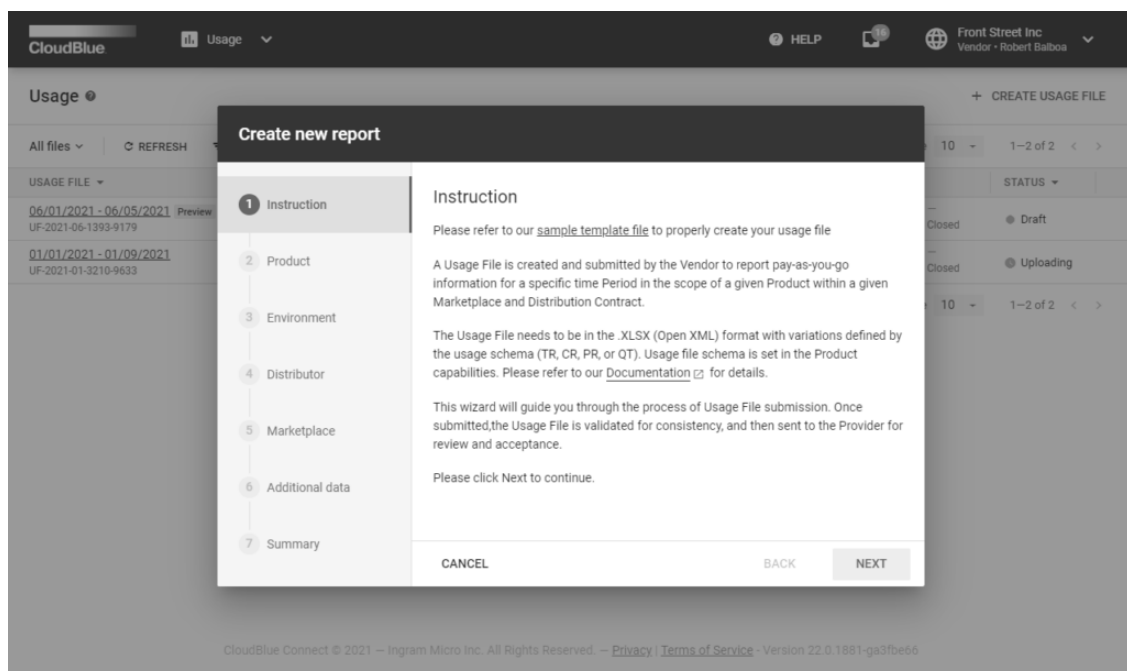 CloudBlue
Usage
HELP
16
Front Street Inc
Vendor • Robert Balboa
Usage
+ CREATE USAGE FILE
All files
REFRESH
10
1–2 of 2
USAGE FILE
STATUS
06/01/2021 - 06/05/2021 Preview
UF-2021-06-1393-9179
—
Closed
Draft
01/01/2021 - 01/09/2021
UF-2021-01-3210-9633
—
Closed
Uploading
10
1–2 of 2
Create new report
1 Instruction
2 Product
3 Environment
4 Distributor
5 Marketplace
6 Additional data
7 Summary
Instruction
Please refer to our sample template file to properly create your usage file
A Usage File is created and submitted by the Vendor to report pay-as-you-go
information for a specific time Period in the scope of a given Product within a given
Marketplace and Distribution Contract.
The Usage File needs to be in the .XLSX (Open XML) format with variations defined by
the usage schema (TR, CR, PR, or QT). Usage file schema is set in the Product
capabilities. Please refer to our Documentation for details.
This wizard will guide you through the process of Usage File submission. Once
submitted,the Usage File is validated for consistency, and then sent to the Provider for
review and acceptance.
Please click Next to continue.
CANCEL
BACK
NEXT
CloudBlue Connect © 2021 — Ingram Micro Inc. All Rights Reserved. — Privacy | Terms of Service - Version 22.0.1881-ga3fbe66